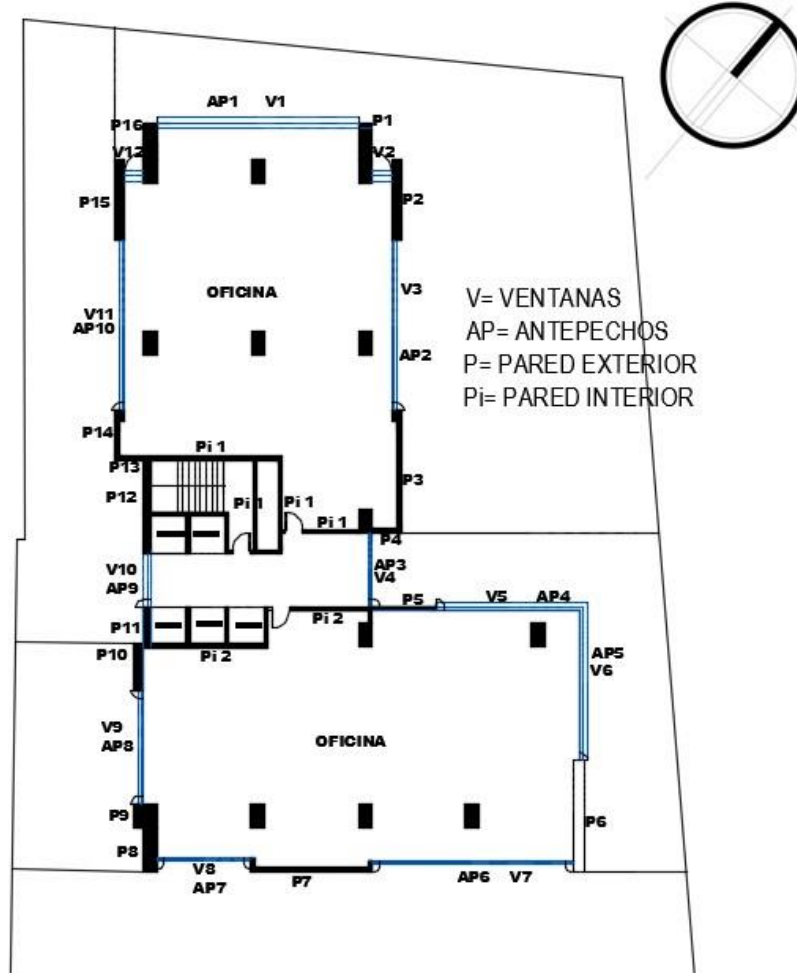 AP1 V1
P16
P1
V12
V2
P15
P2
OFICINA
V3
V= VENTANAS
V11
AP= ANTEPECHOS
AP10
AP2
P= PARED EXTERIOR
Pi= PARED INTERIOR
P14
Pi 1
P13
P3
P12
Pi 1
Pi 1
Pi 1
P4
V10
AP3
AP9
V4
P5
V5 AP4
P11
Pi 2
P10
Pi 2
AP5
V6
V9
AP8
OFICINA
P9
P6
P8
V8
AP7
P7
AP6 V7